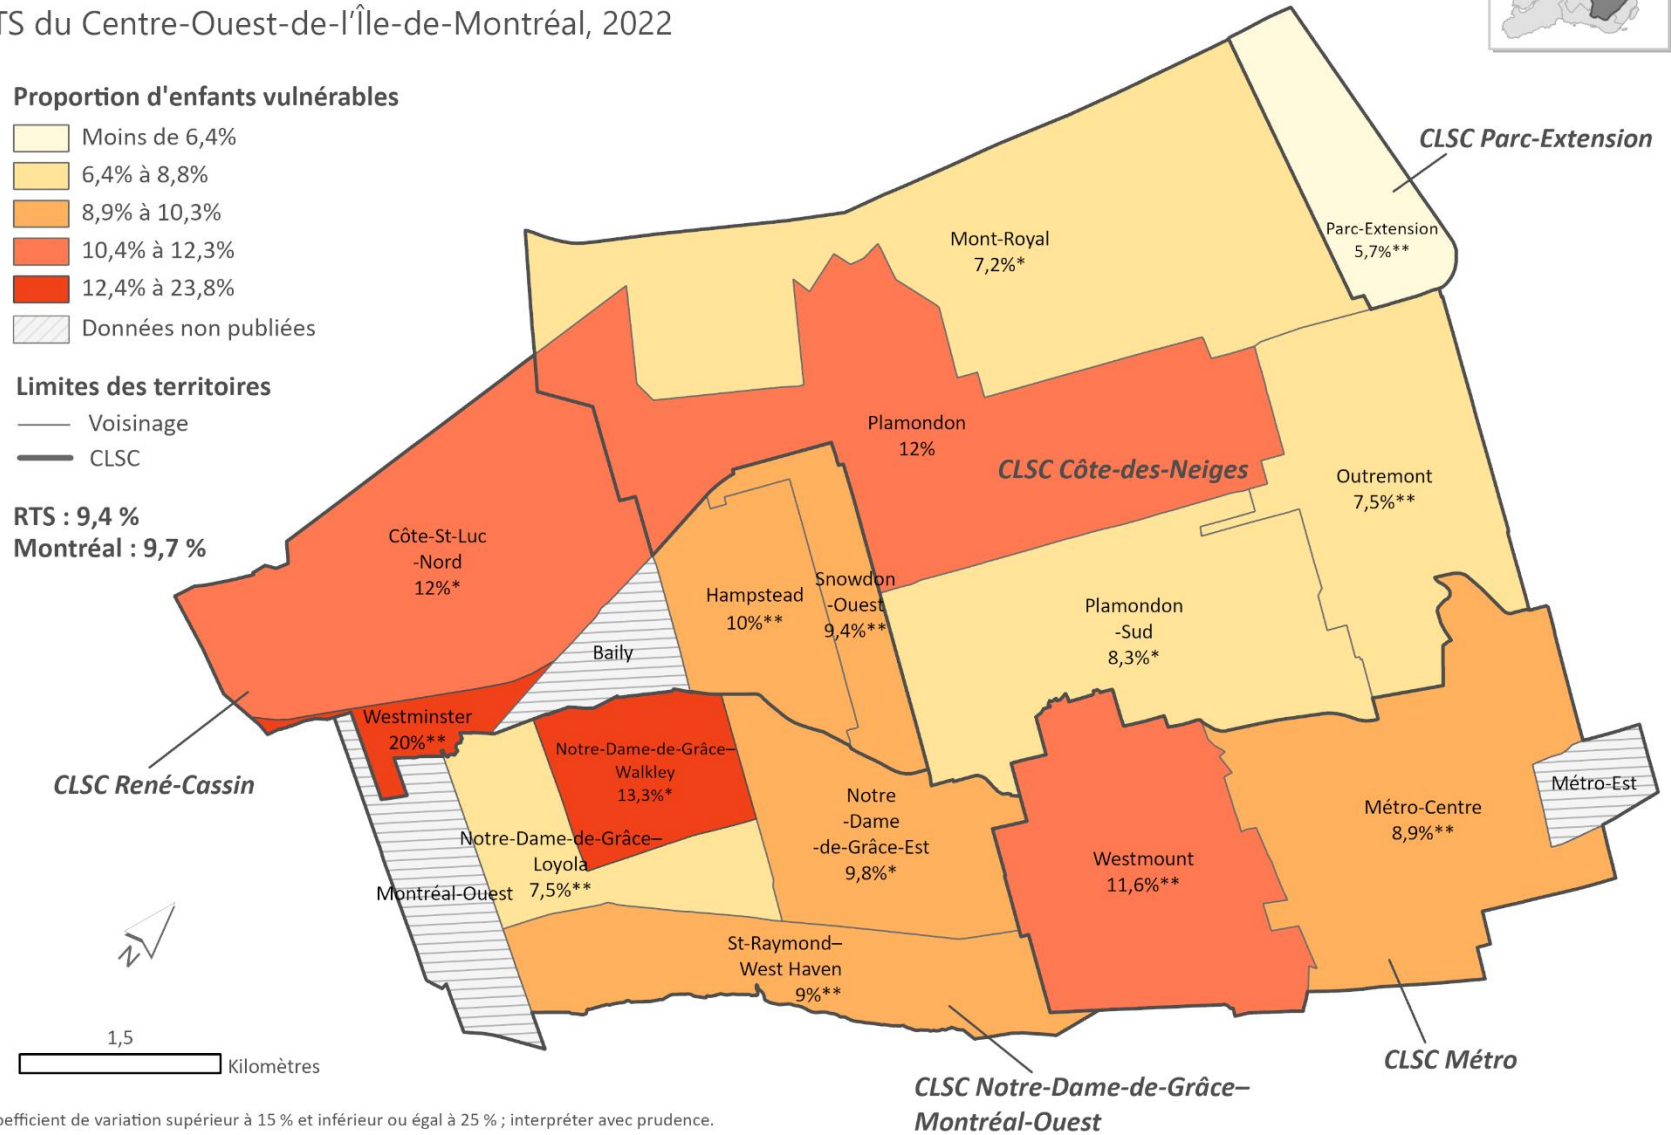 TS du Centre-Ouest-de-l'Île-de-Montréal, 2022
Proportion d'enfants vulnérables
Moins de 6,4%
6,4% à 8,8%
8,9% à 10,3%
10,4% à 12,3%
12,4% à 23,8%
Données non publiées
Limites des territoires
Voisinage
CLSC
RTS : 9,4 %
Montréal : 9,7 %
CLSC Parc-Extension
Parc-Extension
5,7%**
Mont-Royal
7,2%*
Plamondon
12%
CLSC Côte-des-Neiges
Outremont
7,5%**
Côte-St-Luc
-Nord
12%*
Hampstead
10%**
Snowdon
-Ouest
9,4%**
Plamondon
-Sud
8,3%*
Baily
Westminster
20%**
CLSC René-Cassin
Notre-Dame-de-Grâce–
Walkley
13,3%*
Notre-Dame-de-Grâce–
Loyola
7,5%**
Montréal-Ouest
Notre
-Dame
-de-Grâce-Est
9,8%*
Westmount
11,6%**
Métro-Centre
8,9%**
Métro-Est
St-Raymond–
West Haven
9%**
CLSC Métro
CLSC Notre-Dame-de-Grâce–
Montréal-Ouest
N
1,5
Kilomètres
oefficient de variation supérieur à 15 % et inférieur ou égal à 25 % ; interpréter avec prudence.